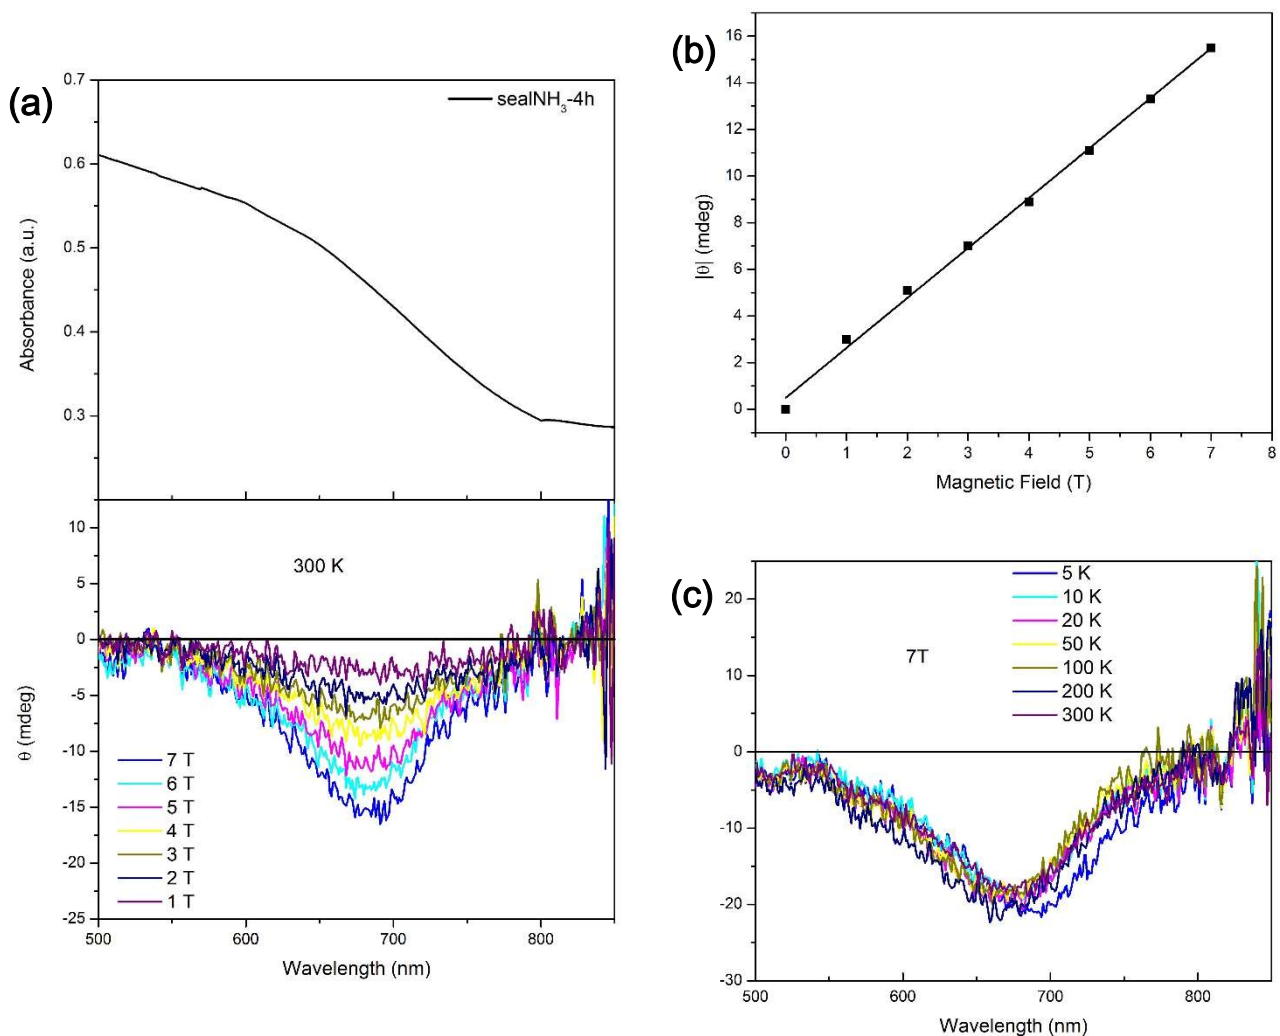 (a)
0.7
0.6
0.5
0.4
0.3
Absorbance (a.u.)
sealNH₃-4h
10
5
0
-5
-10
-15
-20
-25
θ (mdeg)
300 K
7 T
6 T
5 T
4 T
3 T
2 T
1 T
500 600 700 800
Wavelength (nm)
(b)
16
14
12
10
8
6
4
2
0
|θ| (mdeg)
0 1 2 3 4 5 6 7 8
Magnetic Field (T)
(c)
20
10
0
-10
-20
-30
7T
5 K
10 K
20 K
50 K
100 K
200 K
300 K
500 600 700 800
Wavelength (nm)